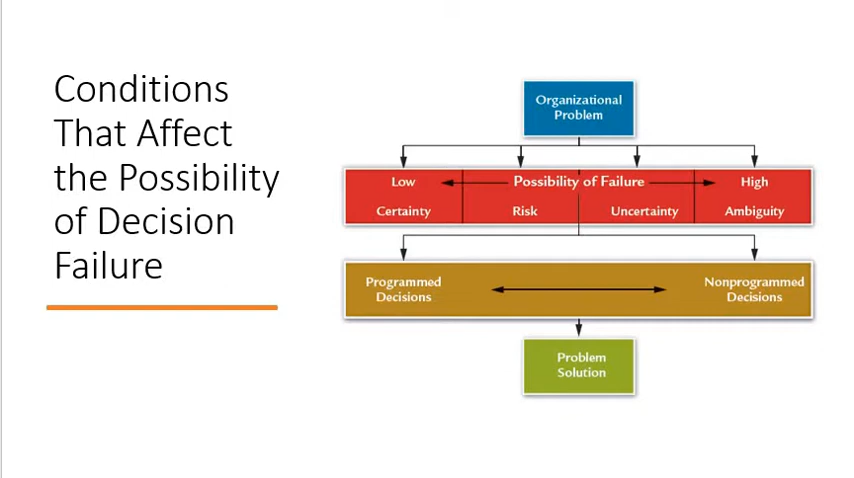 Conditions
That Affect
the Possibility
of Decision
Failure
Organizational
Problem
Low Possibility of Failure High
Certainty Risk Uncertainty Ambiguity
Programmed
Decisions
Nonprogrammed
Decisions
Problem
Solution